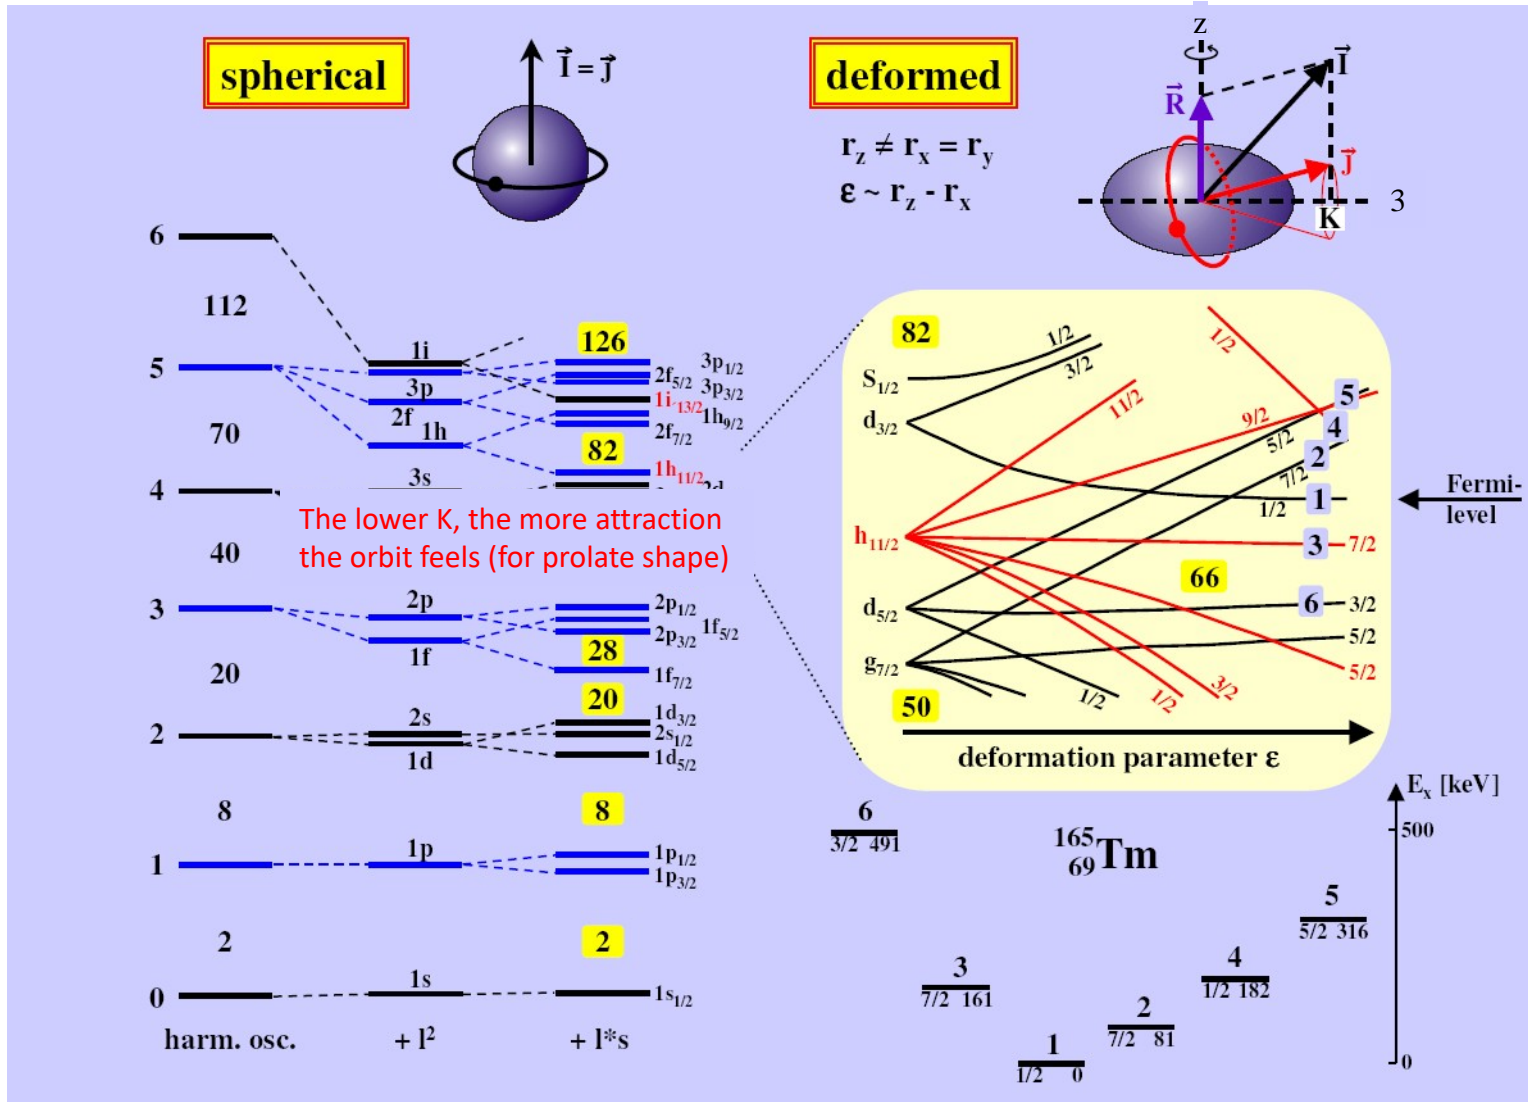 spherical
I⃗ = J⃗
deformed
r_z ≠ r_x = r_y
ε ~ r_z - r_x
z
R⃗
I⃗
J⃗
K
3
6
112
5
70
4
40
3
20
2
8
1
2
0
harm. osc.
1i
3p
2f
1h
3s
2p
1f
2s
1d
1p
1s
+ l²
126
3p1/2
2f5/2
3p3/2
1i13/2
1h9/2
2f7/2
82
1h11/2
2d
The lower K, the more attraction
the orbit feels (for prolate shape)
2p1/2
1f5/2
2p3/2
28
1f7/2
20
1d3/2
2s1/2
1d5/2
8
1p1/2
1p3/2
2
1s1/2
+ l*s
82
S1/2
d3/2
h11/2
d5/2
g7/2
50
1/2
3/2
11/2
1/2
9/2
5/2
7/2
1/2
5
4
2
1
3
7/2
66
6
3/2
5/2
5/2
1/2
1/2
3/2
deformation parameter ε
Fermi-
level
165
69Tm
E_x [keV]
500
0
6
3/2 491
3
7/2 161
1
1/2 0
2
7/2 81
4
1/2 182
5
5/2 316